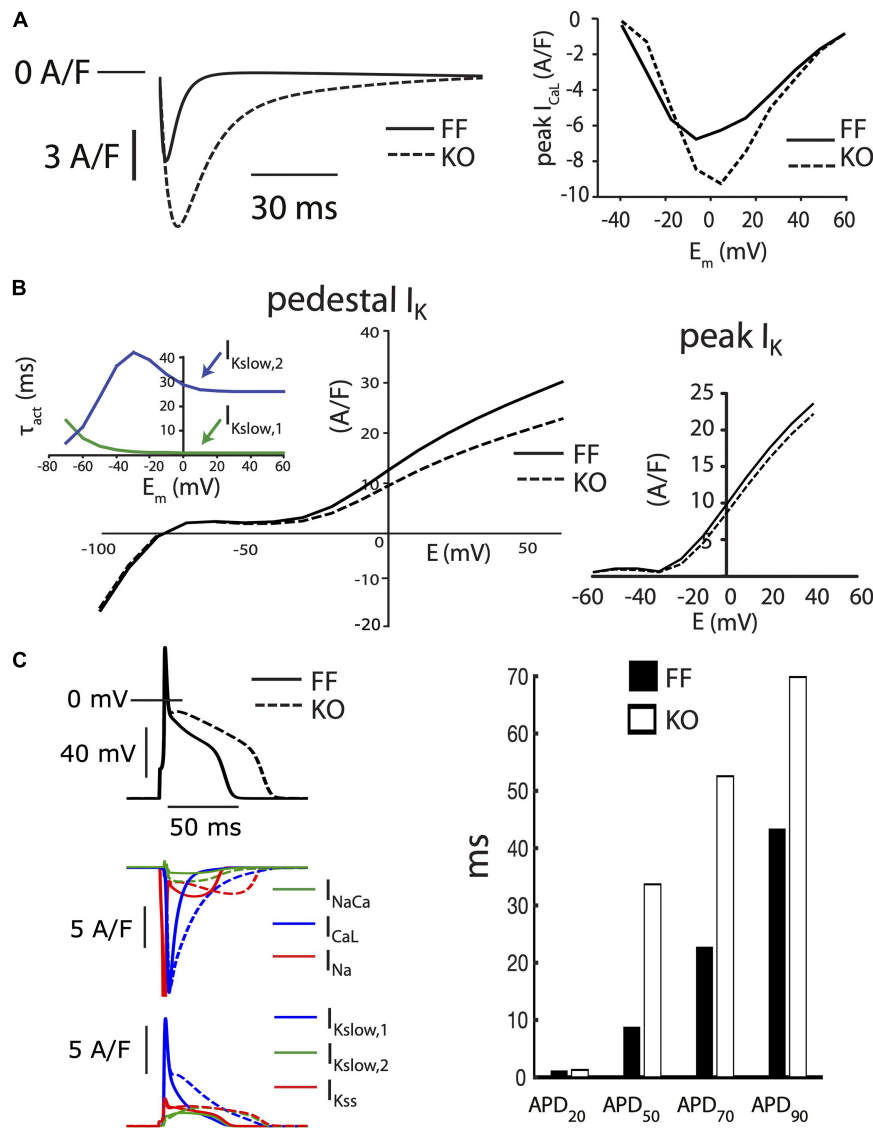 A
0 A/F
3 A/F
30 ms
FF
KO
peak I_CaL (A/F)
0
-2
-4
-6
-8
-10
-40 -20 0 20 40 60
E_m (mV)
FF
KO
B
pedestal I_K
τ_act (ms)
40
30
20
10
-80 -60 -40 -20 0 20 40 60
E_m (mV)
I_Kslow,2
I_Kslow,1
(A/F)
40
30
20
10
0
-10
-20
-100 -50 50
E (mV)
FF
KO
peak I_K
(A/F)
25
20
15
10
5
-60 -40 -20 0 20 40 60
E (mV)
C
0 mV
40 mV
50 ms
FF
KO
5 A/F
I_NaCa
I_CaL
I_Na
5 A/F
I_Kslow,1
I_Kslow,2
I_Kss
ms
70
60
50
40
30
20
10
0
FF
KO
APD_20 APD_50 APD_70 APD_90